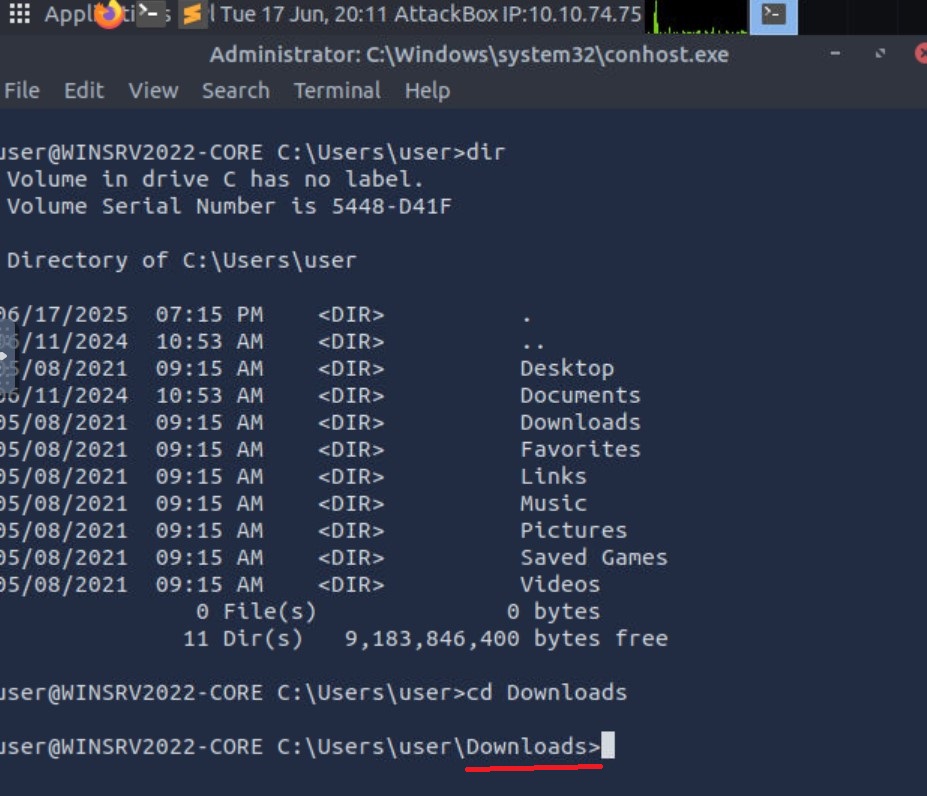 Tue 17 Jun, 20:11 AttackBox IP:10.10.74.75
Administrator: C:\Windows\system32\conhost.exe
File Edit View Search Terminal Help
user@WINSRV2022-CORE C:\Users\user>dir
Volume in drive C has no label.
Volume Serial Number is 5448-D41F
Directory of C:\Users\user
06/17/2025 07:15 PM <DIR> .
06/11/2024 10:53 AM <DIR> ..
05/08/2021 09:15 AM <DIR> Desktop
06/11/2024 10:53 AM <DIR> Documents
05/08/2021 09:15 AM <DIR> Downloads
05/08/2021 09:15 AM <DIR> Favorites
05/08/2021 09:15 AM <DIR> Links
05/08/2021 09:15 AM <DIR> Music
05/08/2021 09:15 AM <DIR> Pictures
05/08/2021 09:15 AM <DIR> Saved Games
05/08/2021 09:15 AM <DIR> Videos
0 File(s) 0 bytes
11 Dir(s) 9,183,846,400 bytes free
user@WINSRV2022-CORE C:\Users\user>cd Downloads
user@WINSRV2022-CORE C:\Users\user\Downloads>